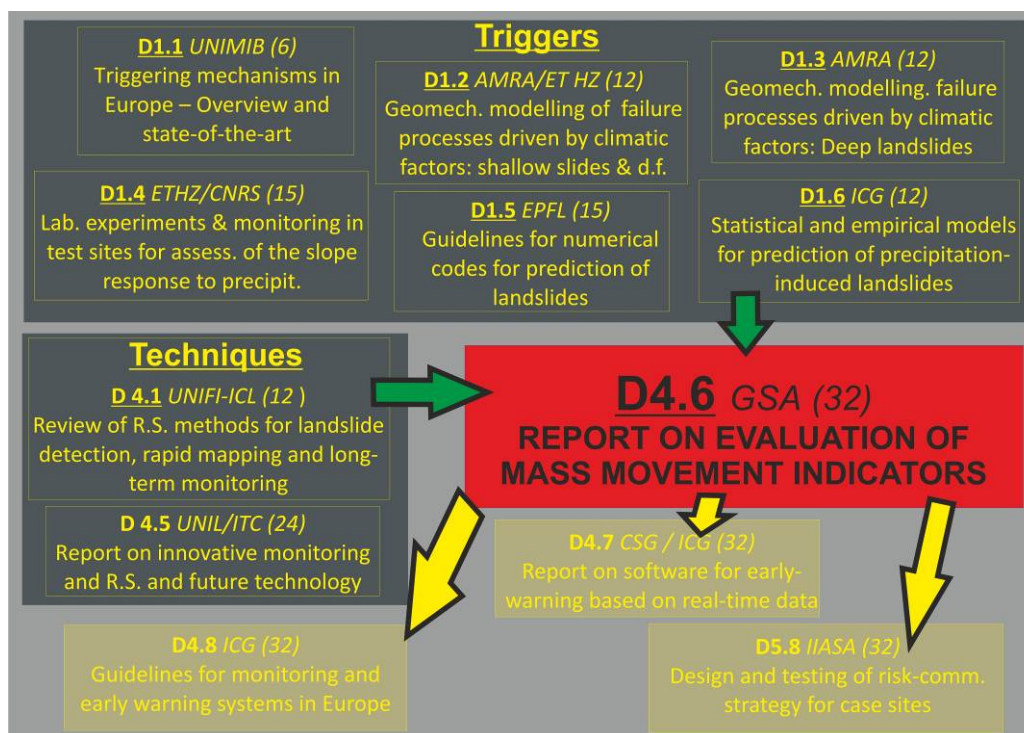 Triggers
D1.1 UNIMIB (6)
Triggering mechanisms in
Europe – Overview and
state-of-the-art
D1.2 AMRA/ET HZ (12)
Geomech. modelling of failure
processes driven by climatic
factors: shallow slides & d.f.
D1.3 AMRA (12)
Geomech. modelling. failure
processes driven by climatic
factors: Deep landslides
D1.4 ETHZ/CNRS (15)
Lab. experiments & monitoring in
test sites for assess. of the slope
response to precipit.
D1.5 EPFL (15)
Guidelines for numerical
codes for prediction of
landslides
D1.6 ICG (12)
Statistical and empirical models
for prediction of precipitation-
induced landslides
Techniques
D 4.1 UNIFI-ICL (12 )
Review of R.S. methods for landslide
detection, rapid mapping and long-
term monitoring
D 4.5 UNIL/ITC (24)
Report on innovative monitoring
and R.S. and future technology
D4.6 GSA (32)
REPORT ON EVALUATION OF
MASS MOVEMENT INDICATORS
D4.7 CSG / ICG (32)
Report on software for early-
warning based on real-time data
D4.8 ICG (32)
Guidelines for monitoring and
early warning systems in Europe
D5.8 IIASA (32)
Design and testing of risk-comm.
strategy for case sites